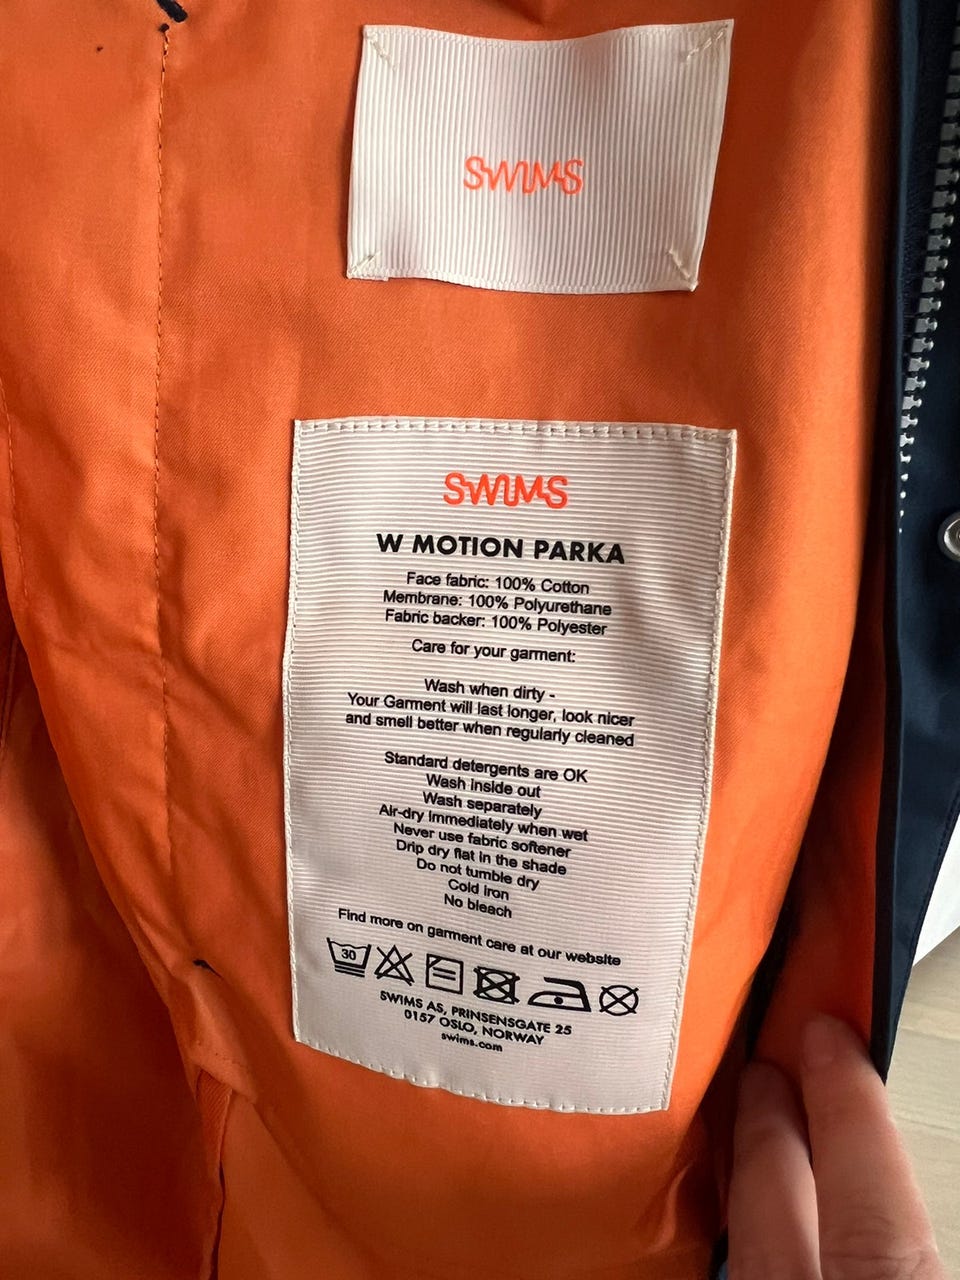 SWIMS
SWIMS
W MOTION PARKA
Face fabric: 100% Cotton
Membrane: 100% Polyurethane
Fabric backer: 100% Polyester
Care for your garment:
Wash when dirty -
Your Garment will last longer, look nicer
and smell better when regularly cleaned
Standard detergents are OK
Wash inside out
Wash separately
Air-dry immediately when wet
Never use fabric softener
Drip dry flat in the shade
Do not tumble dry
Cold iron
No bleach
Find more on garment care at our website
30
SWIMS AS, PRINSENSGATE 25
0157 OSLO, NORWAY
swims.com